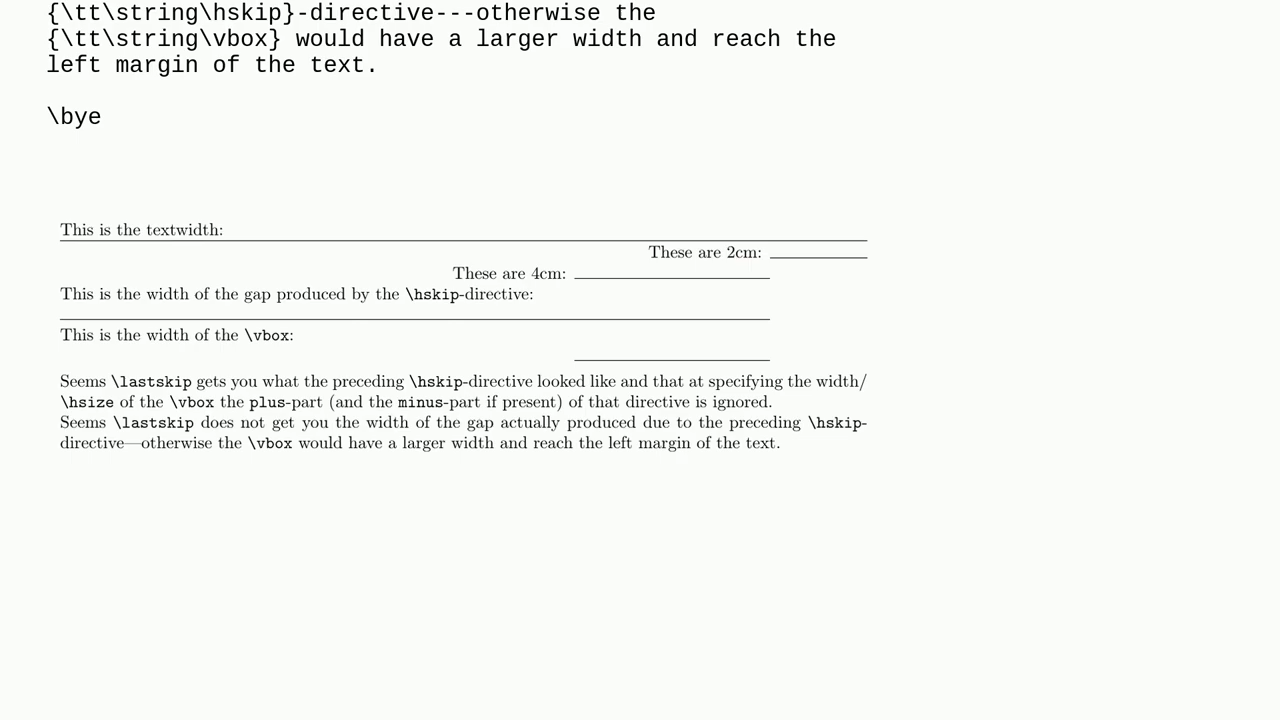 {\tt\string\hskip}-directive---otherwise the
{\tt\string\vbox} would have a larger width and reach the
left margin of the text.
\bye
This is the textwidth:
These are 2cm:
These are 4cm:
This is the width of the gap produced by the \hskip-directive:
This is the width of the \vbox:
Seems \lastskip gets you what the preceding \hskip-directive looked like and that at specifying the width/
\hsize of the \vbox the plus-part (and the minus-part if present) of that directive is ignored.
Seems \lastskip does not get you the width of the gap actually produced due to the preceding \hskip-
directive—otherwise the \vbox would have a larger width and reach the left margin of the text.